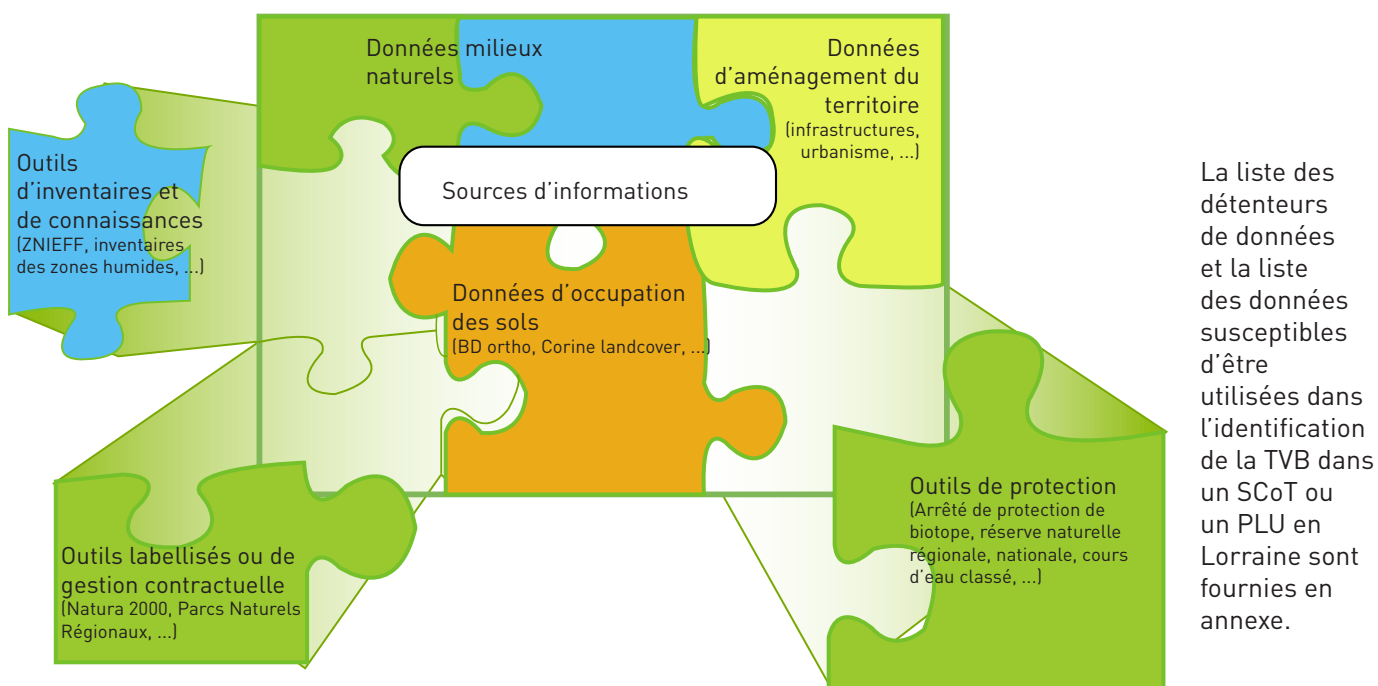 Données milieux
naturels
Données
d'aménagement du
territoire
(infrastructures,
urbanisme, ...)
Outils
d'inventaires et
de connaissances
(ZNIEFF, inventaires
des zones humides, ...)
Sources d'informations
Données d'occupation
des sols
(BD ortho, Corine landcover, ...)
Outils labellisés ou de
gestion contractuelle
(Natura 2000, Parcs Naturels
Régionaux, ...)
Outils de protection
(Arrêté de protection de
biotope, réserve naturelle
régionale, nationale, cours
d'eau classé, ...)
La liste des
détenteurs
de données
et la liste
des données
susceptibles
d'être
utilisées dans
l'identification
de la TVB dans
un SCoT ou
un PLU en
Lorraine sont
fournies en
annexe.